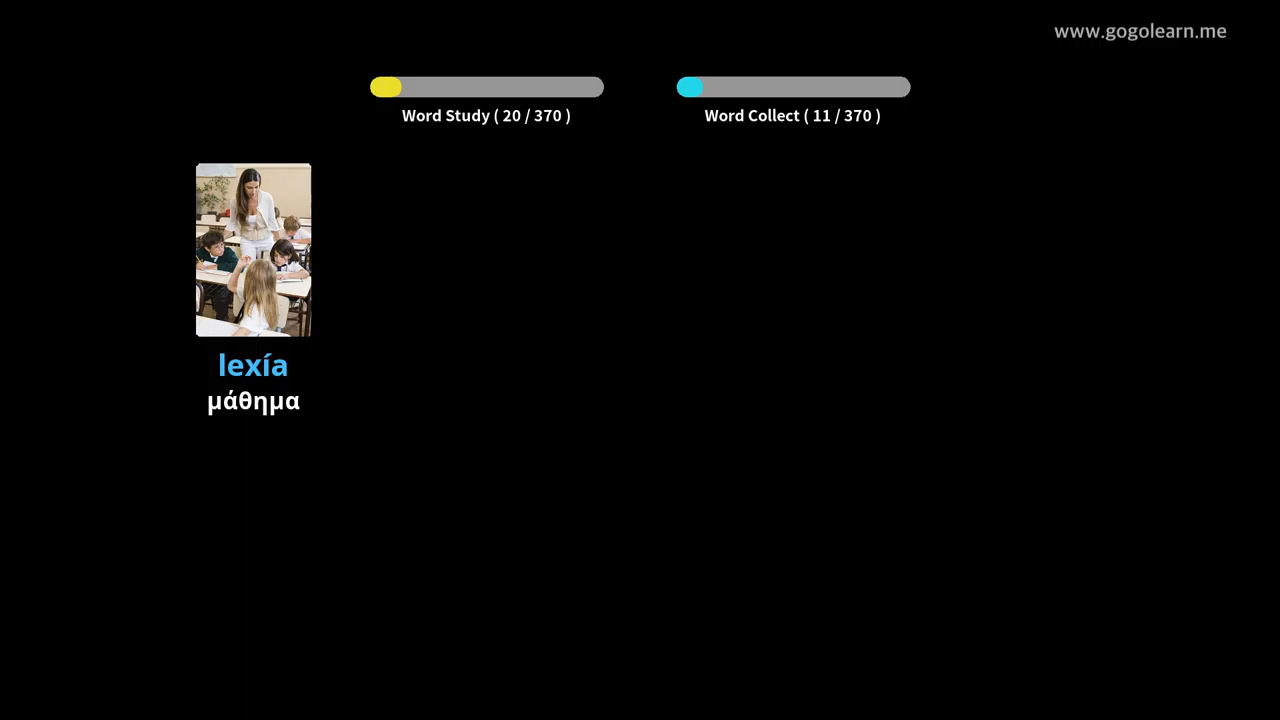 www.gogolearn.me
Word Study ( 20 / 370 )
Word Collect ( 11 / 370 )
lexía
μάθημα